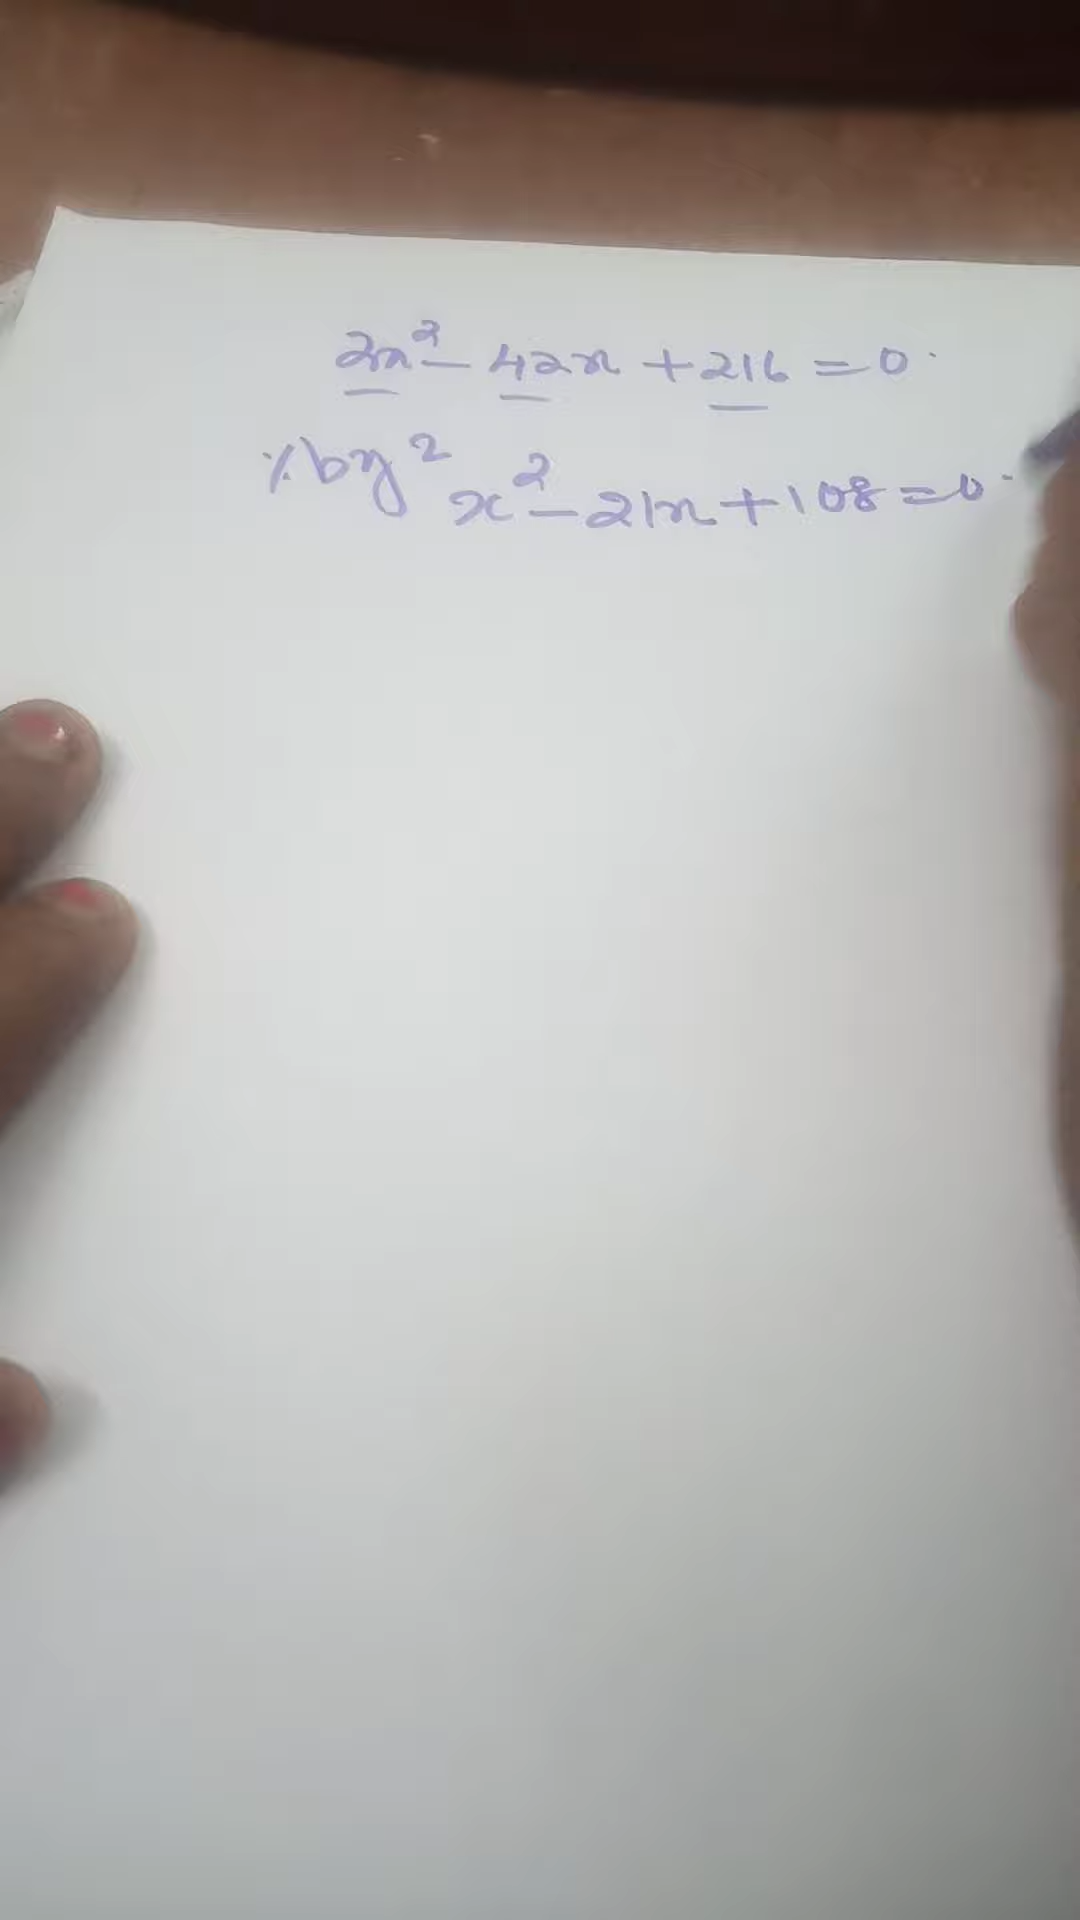 2x² - 42x + 216 = 0.
% by 2
x² - 21x + 108 = 0.